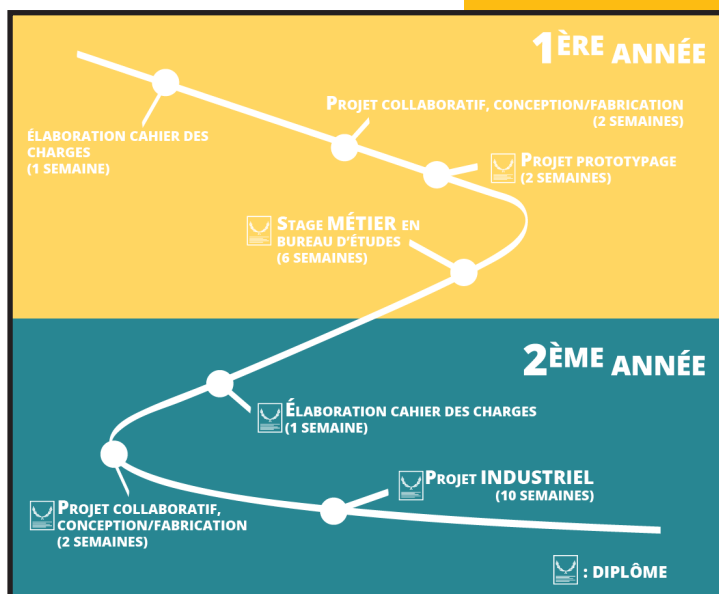 1ÈRE ANNÉE
PROJET COLLABORATIF, CONCEPTION/FABRICATION
(2 SEMAINES)
ÉLABORATION CAHIER DES
CHARGES
(1 SEMAINE)
PROJET PROTOTYPAGE
(2 SEMAINES)
STAGE MÉTIER EN
BUREAU D'ÉTUDES
(6 SEMAINES)
2ÈME ANNÉE
ÉLABORATION CAHIER DES CHARGES
(1 SEMAINE)
PROJET INDUSTRIEL
(10 SEMAINES)
PROJET COLLABORATIF,
CONCEPTION/FABRICATION
(2 SEMAINES)
: DIPLÔME